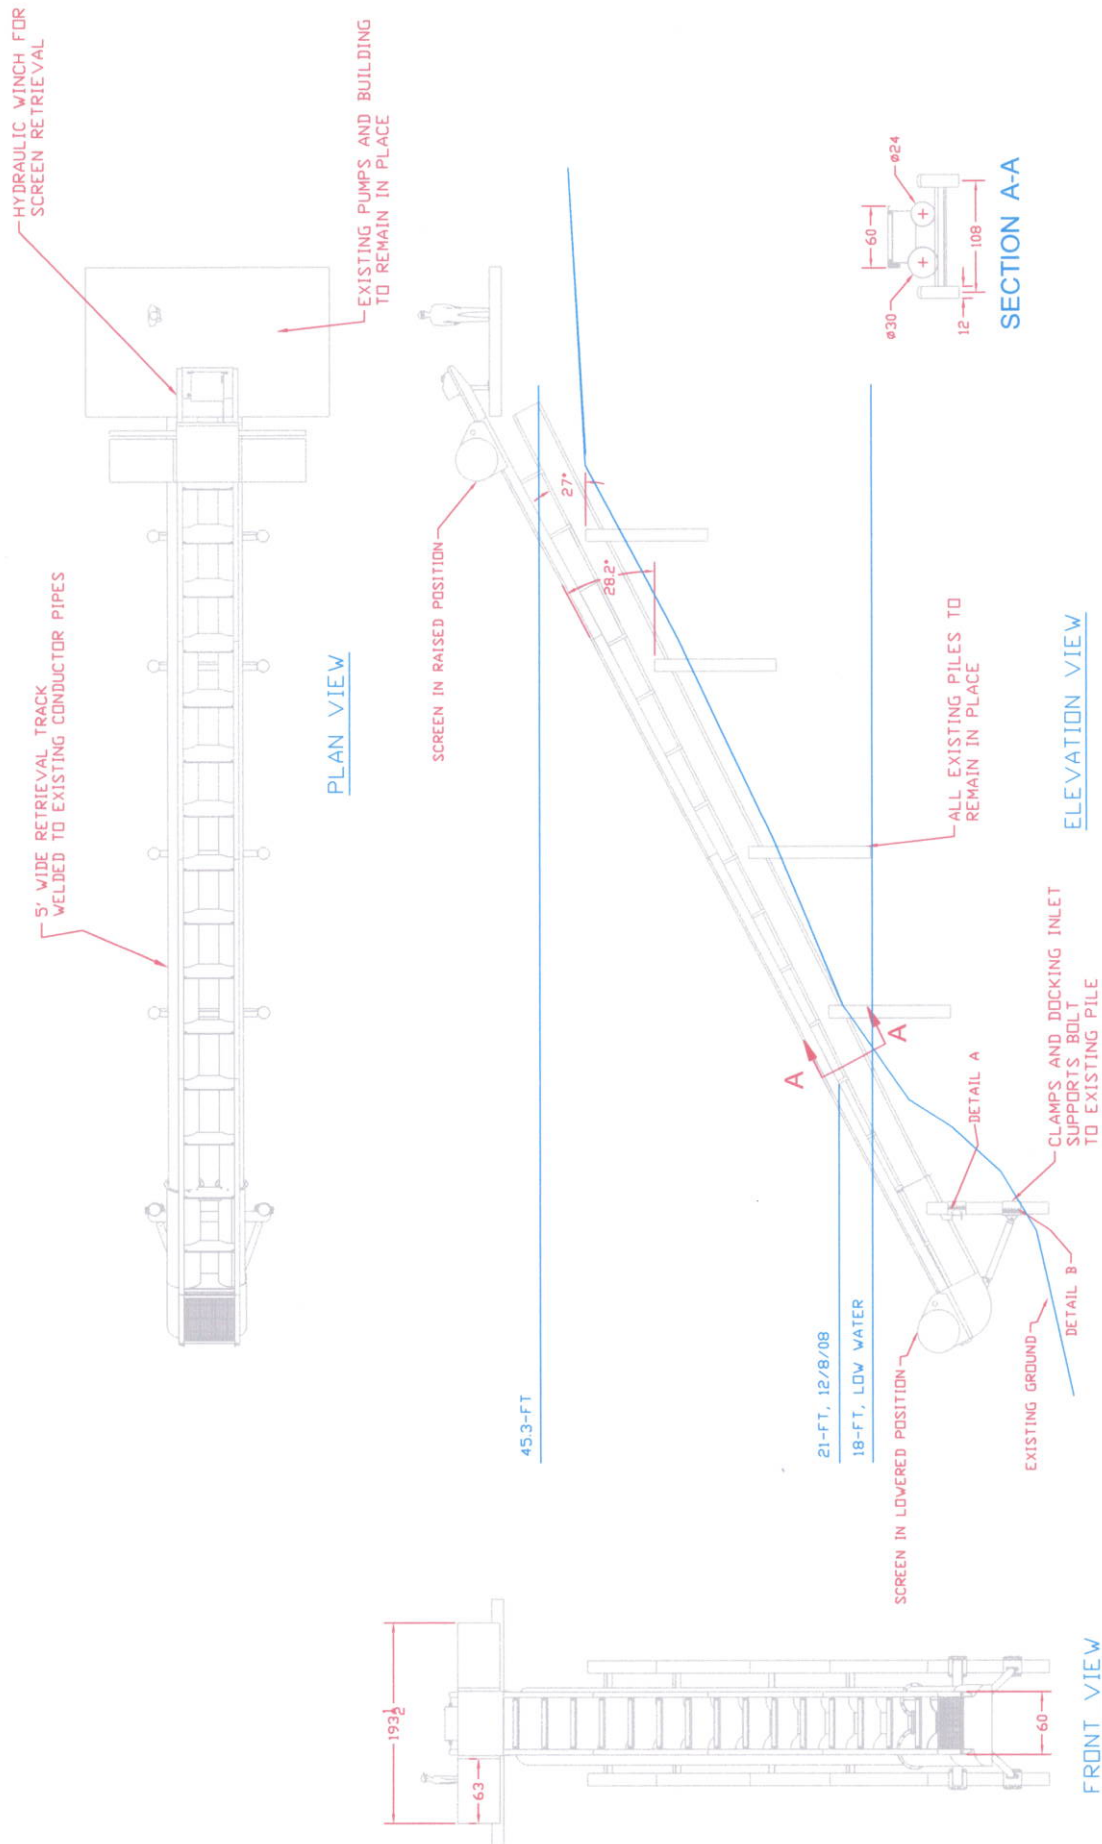 HYDRAULIC WINCH FOR
SCREEN RETRIEVAL
EXISTING PUMPS AND BUILDING
TO REMAIN IN PLACE
5' WIDE RETRIEVAL TRACK
WELDED TO EXISTING CONDUCTOR PIPES
PLAN VIEW
SCREEN IN RAISED POSITION
27°
28.2°
45.3-FT
21-FT, 12/8/08
18-FT, LOW WATER
A
A
ALL EXISTING PILES TO
REMAIN IN PLACE
DETAIL A
CLAMPS AND DOCKING INLET
SUPPORTS BOLT
TO EXISTING PILE
SCREEN IN LOWERED POSITION
EXISTING GROUND
DETAIL B
ELEVATION VIEW
60
ø24
ø30
108
12
SECTION A-A
193 1/2
63
60
FRONT VIEW